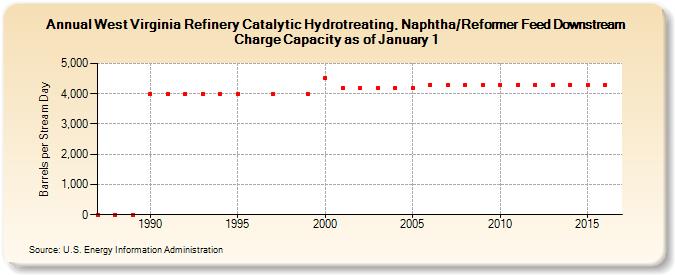 Annual West Virginia Refinery Catalytic Hydrotreating, Naphtha/Reformer Feed Downstream
Charge Capacity as of January 1
Barrels per Stream Day
5,000
4,000
3,000
2,000
1,000
0
1990 1995 2000 2005 2010 2015
Source: U.S. Energy Information Administration